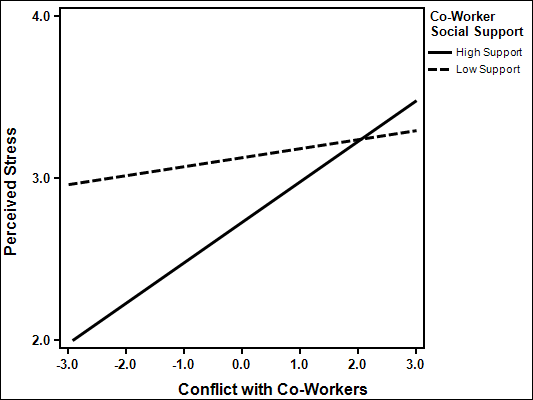 Co-Worker
Social Support
High Support
Low Support
4.0
3.0
2.0
Perceived Stress
-3.0 -2.0 -1.0 0.0 1.0 2.0 3.0
Conflict with Co-Workers